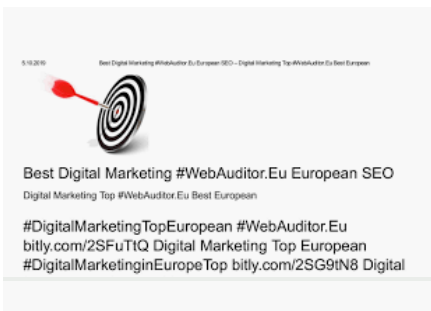 5.10.2019 Best Digital Marketing #WebAuditor.Eu European SEO – Digital Marketing Top #WebAuditor.Eu Best European
Best Digital Marketing #WebAuditor.Eu European SEO
Digital Marketing Top #WebAuditor.Eu Best European
#DigitalMarketingTopEuropean #WebAuditor.Eu
bitly.com/2SFuTtQ Digital Marketing Top European
#DigitalMarketinginEuropeTop bitly.com/2SG9tN8 Digital